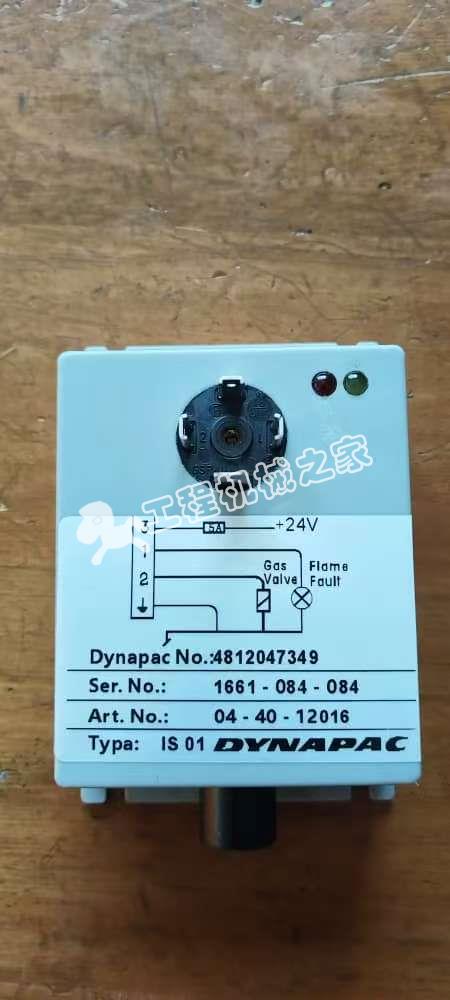 工程机械之家
3 5A +24V
1 Gas Flame
2 Valve Fault
Dynapac No.:4812047349
Ser. No.: 1661 - 084 - 084
Art. No.: 04 - 40 - 12016
Typa: IS 01 DYNAPAC